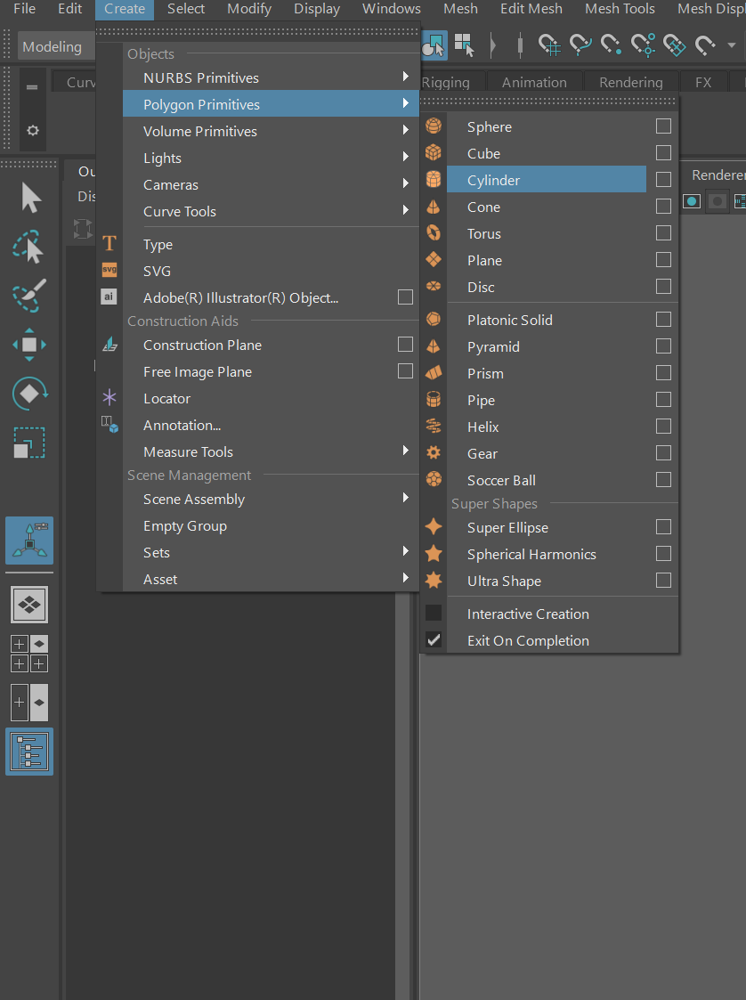 File Edit Create Select Modify Display Windows Mesh Edit Mesh Mesh Tools Mesh Displ
Modeling
Curv
Rigging Animation Rendering FX
Objects
NURBS Primitives
Polygon Primitives
Volume Primitives
Lights
Cameras
Curve Tools
T Type
svg SVG
ai Adobe(R) Illustrator(R) Object...
Construction Aids
Construction Plane
Free Image Plane
Locator
Annotation...
Measure Tools
Scene Management
Scene Assembly
Empty Group
Sets
Asset
Sphere
Cube
Cylinder
Cone
Torus
Plane
Disc
Platonic Solid
Pyramid
Prism
Pipe
Helix
Gear
Soccer Ball
Super Shapes
Super Ellipse
Spherical Harmonics
Ultra Shape
Interactive Creation
Exit On Completion
Ou
Dis
Renderer